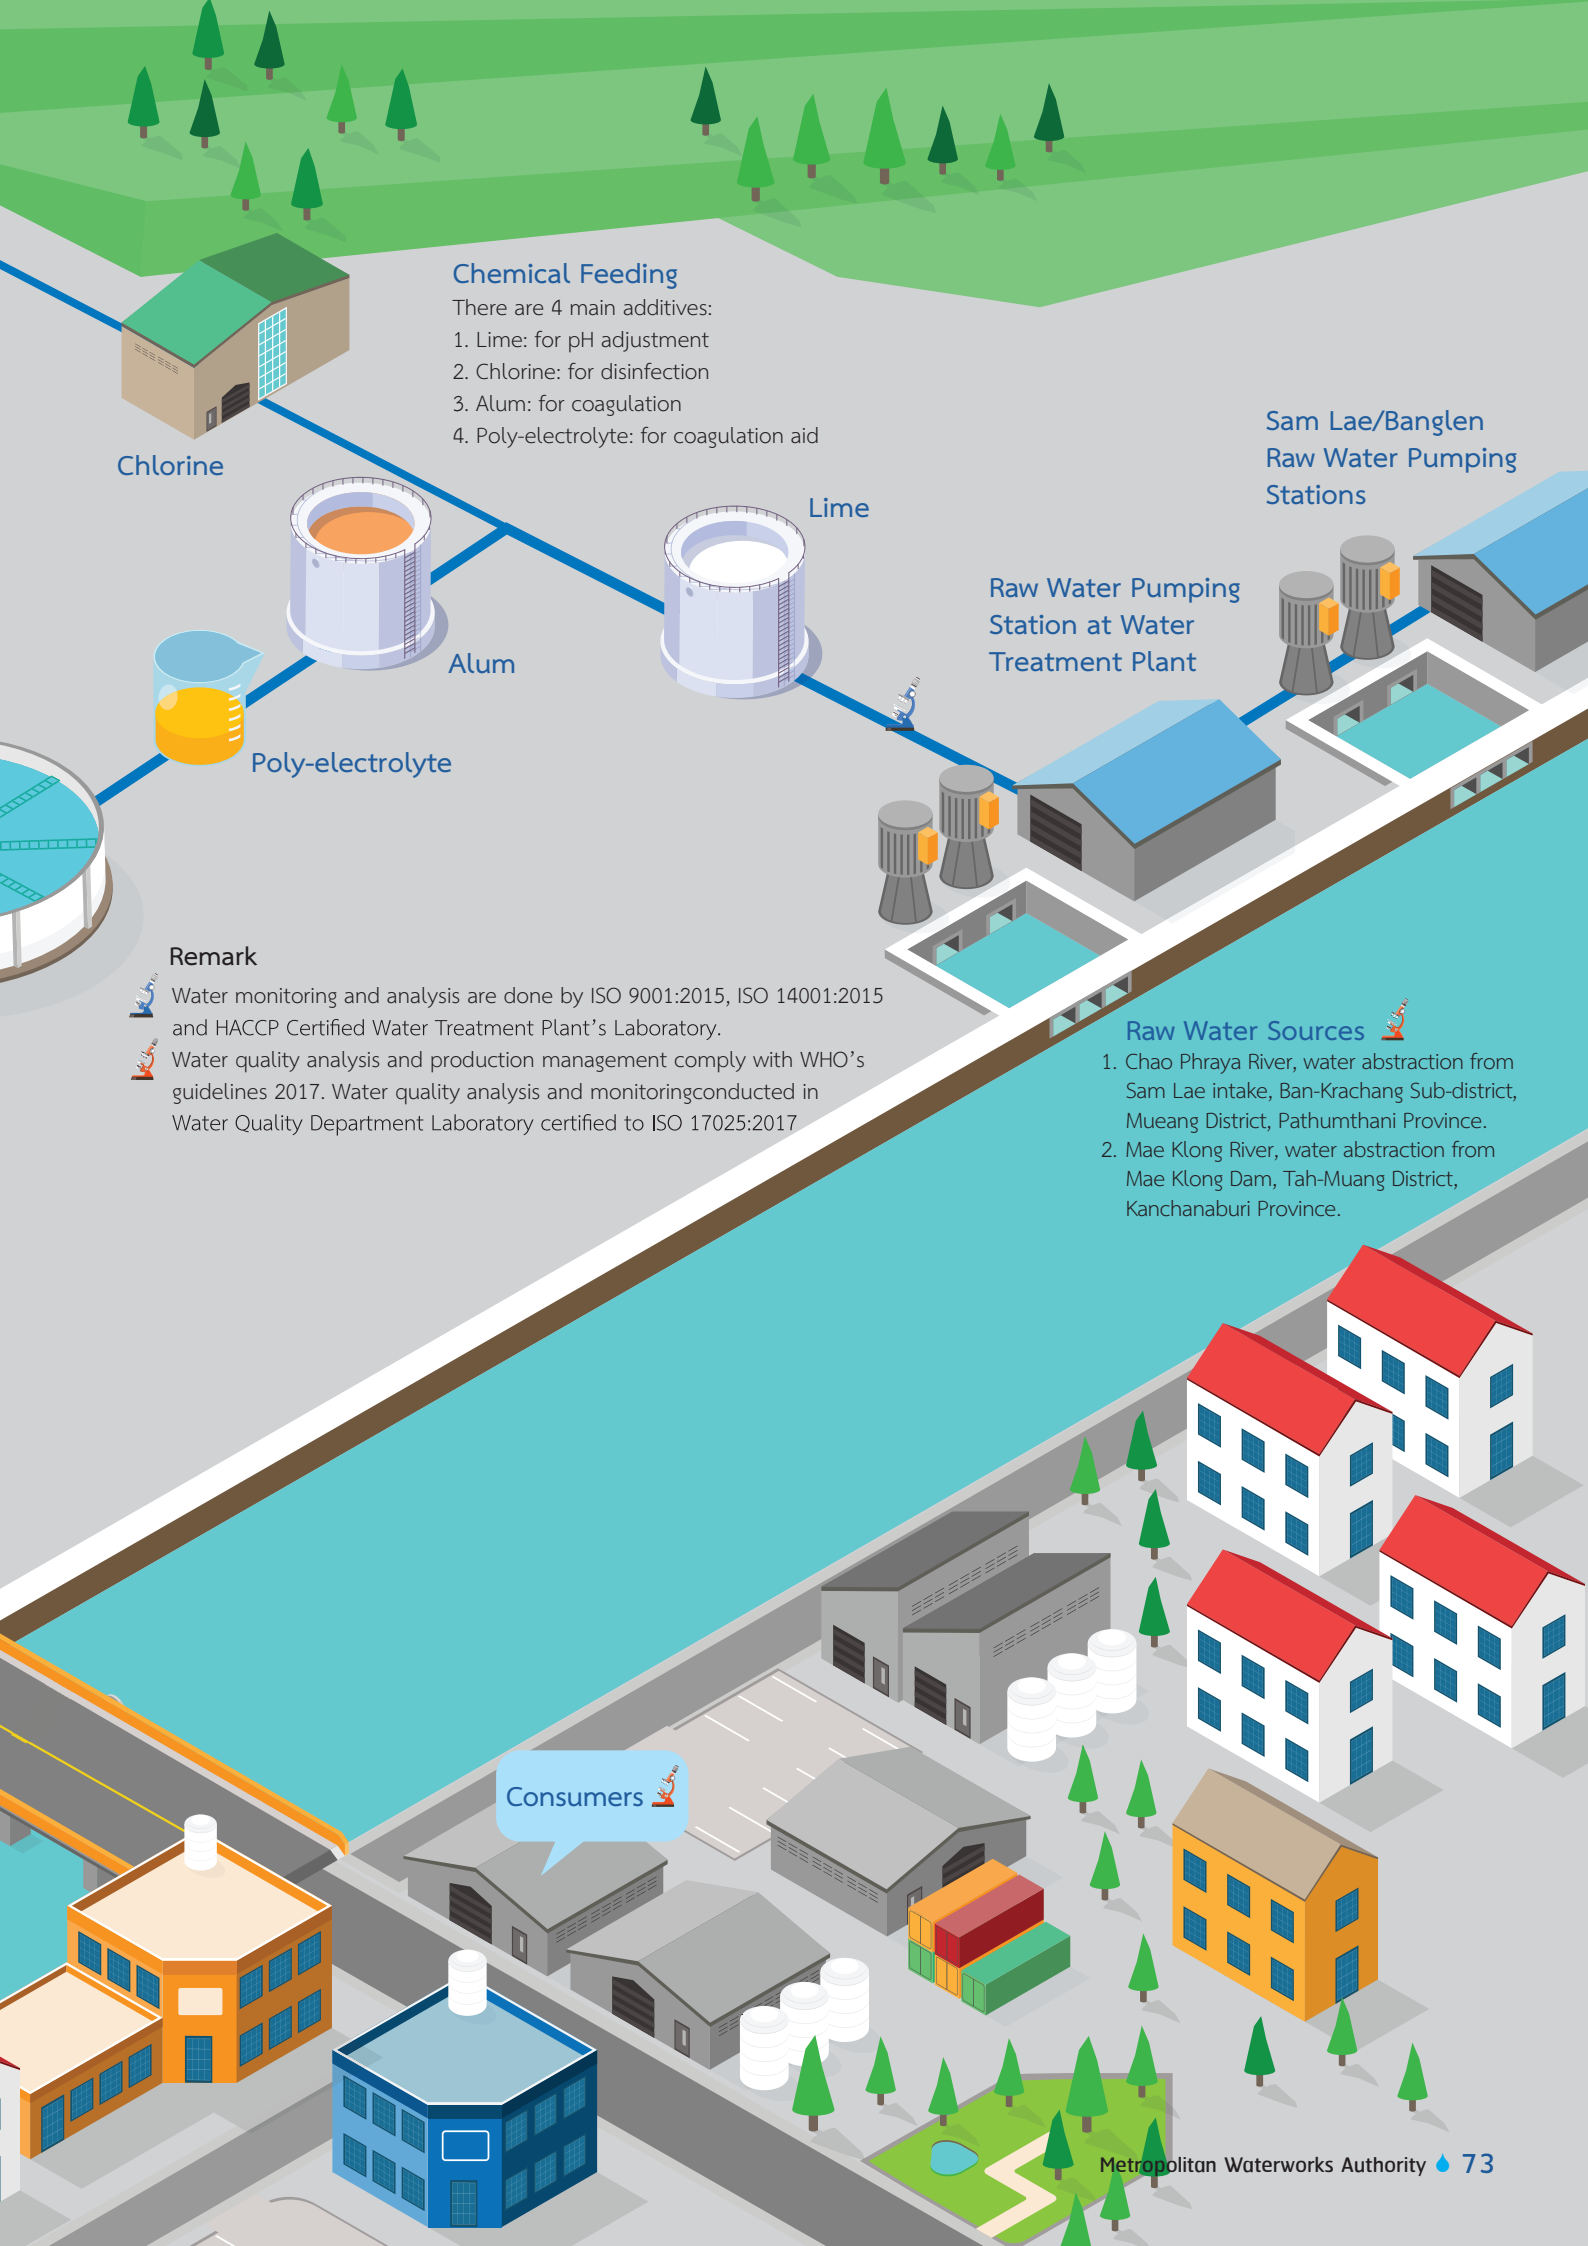 Chemical Feeding
There are 4 main additives:
1. Lime: for pH adjustment
2. Chlorine: for disinfection
3. Alum: for coagulation
4. Poly-electrolyte: for coagulation aid
Chlorine
Alum
Lime
Poly-electrolyte
Sam Lae/Banglen
Raw Water Pumping
Stations
Raw Water Pumping
Station at Water
Treatment Plant
Remark
Water monitoring and analysis are done by ISO 9001:2015, ISO 14001:2015
and HACCP Certified Water Treatment Plant's Laboratory.
Water quality analysis and production management comply with WHO's
guidelines 2017. Water quality analysis and monitoringconducted in
Water Quality Department Laboratory certified to ISO 17025:2017
Raw Water Sources
1. Chao Phraya River, water abstraction from
Sam Lae intake, Ban-Krachang Sub-district,
Mueang District, Pathumthani Province.
2. Mae Klong River, water abstraction from
Mae Klong Dam, Tah-Muang District,
Kanchanaburi Province.
Consumers
Metropolitan Waterworks Authority 73